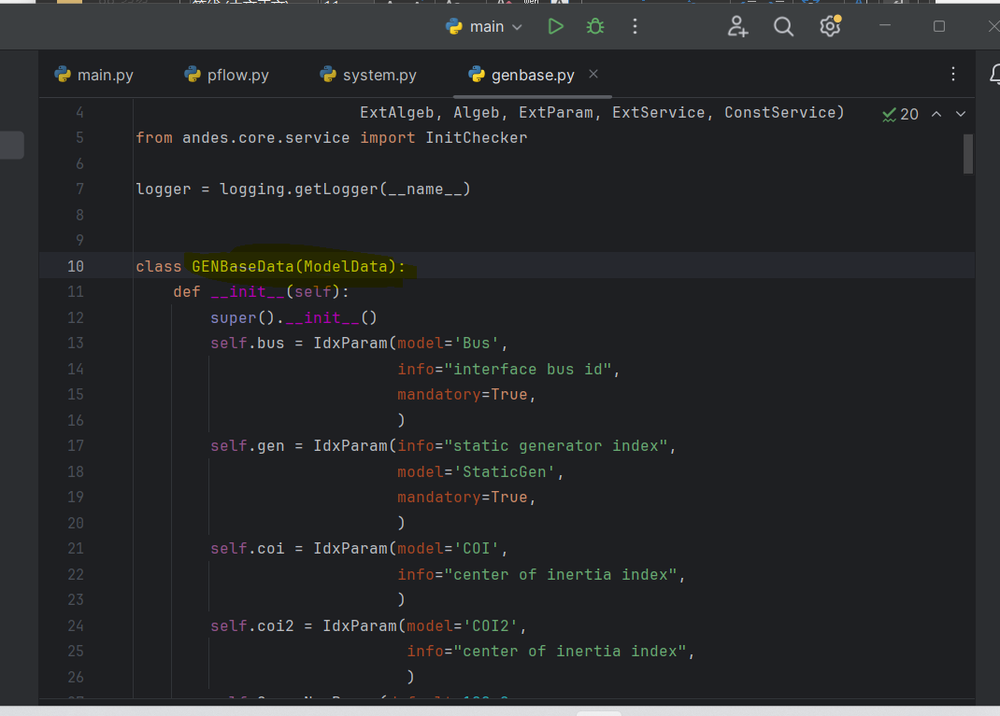 main
main.py pflow.py system.py genbase.py
4 ExtAlgeb, Algeb, ExtParam, ExtService, ConstService) 20
5 from andes.core.service import InitChecker
6
7 logger = logging.getLogger(__name__)
8
9
10 class GENBaseData(ModelData):
11 def __init__(self):
12 super().__init__()
13 self.bus = IdxParam(model='Bus',
14 info="interface bus id",
15 mandatory=True,
16 )
17 self.gen = IdxParam(info="static generator index",
18 model='StaticGen',
19 mandatory=True,
20 )
21 self.coi = IdxParam(model='COI',
22 info="center of inertia index",
23 )
24 self.coi2 = IdxParam(model='COI2',
25 info="center of inertia index",
26 )